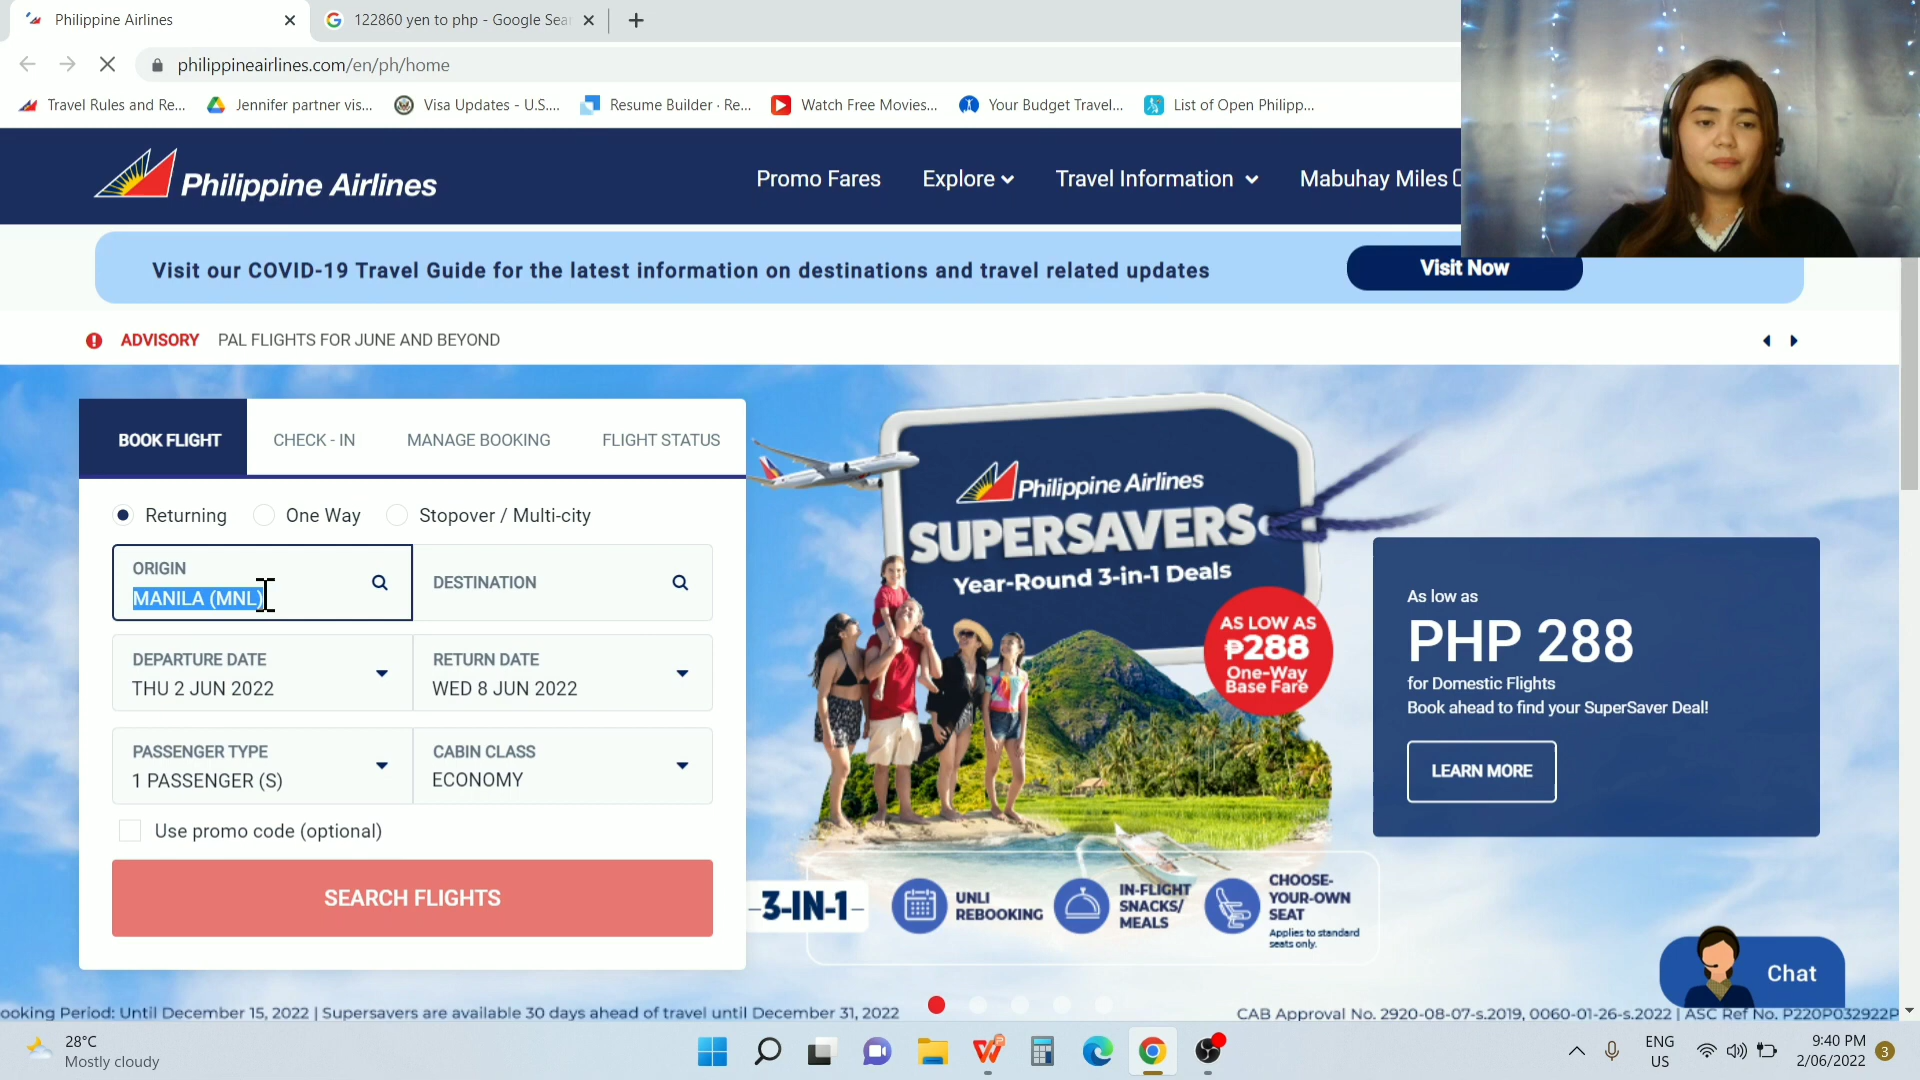 Philippine Airlines
122860 yen to php - Google Sea
philippineairlines.com/en/ph/home
Travel Rules and Re...
Jennifer partner vis...
Visa Updates - U.S....
Resume Builder · Re...
Watch Free Movies...
Your Budget Travel...
List of Open Philipp...
Philippine Airlines
Promo Fares
Explore
Travel Information
Mabuhay Miles
Visit our COVID-19 Travel Guide for the latest information on destinations and travel related updates
Visit Now
ADVISORY
PAL FLIGHTS FOR JUNE AND BEYOND
BOOK FLIGHT
CHECK - IN
MANAGE BOOKING
FLIGHT STATUS
Returning
One Way
Stopover / Multi-city
ORIGIN
MANILA (MNL)
DESTINATION
DEPARTURE DATE
THU 2 JUN 2022
RETURN DATE
WED 8 JUN 2022
PASSENGER TYPE
1 PASSENGER (S)
CABIN CLASS
ECONOMY
Use promo code (optional)
SEARCH FLIGHTS
Philippine Airlines
SUPERSAVERS
Year-Round 3-in-1 Deals
AS LOW AS
₱288
One-Way
Base Fare
As low as
PHP 288
for Domestic Flights
Book ahead to find your SuperSaver Deal!
LEARN MORE
-3-IN-1-
UNLI
REBOOKING
IN-FLIGHT
SNACKS/
MEALS
CHOOSE-
YOUR-OWN
SEAT
Applies to standard
seats only.
Chat
ooking Period: Until December 15, 2022 | Supersavers are available 30 days ahead of travel until December 31, 2022
CAB Approval No. 2920-08-07-s.2019, 0060-01-26-s.2022 | ASC Ref No. P220P032922P
28°C
Mostly cloudy
ENG
US
9:40 PM
2/06/2022
3